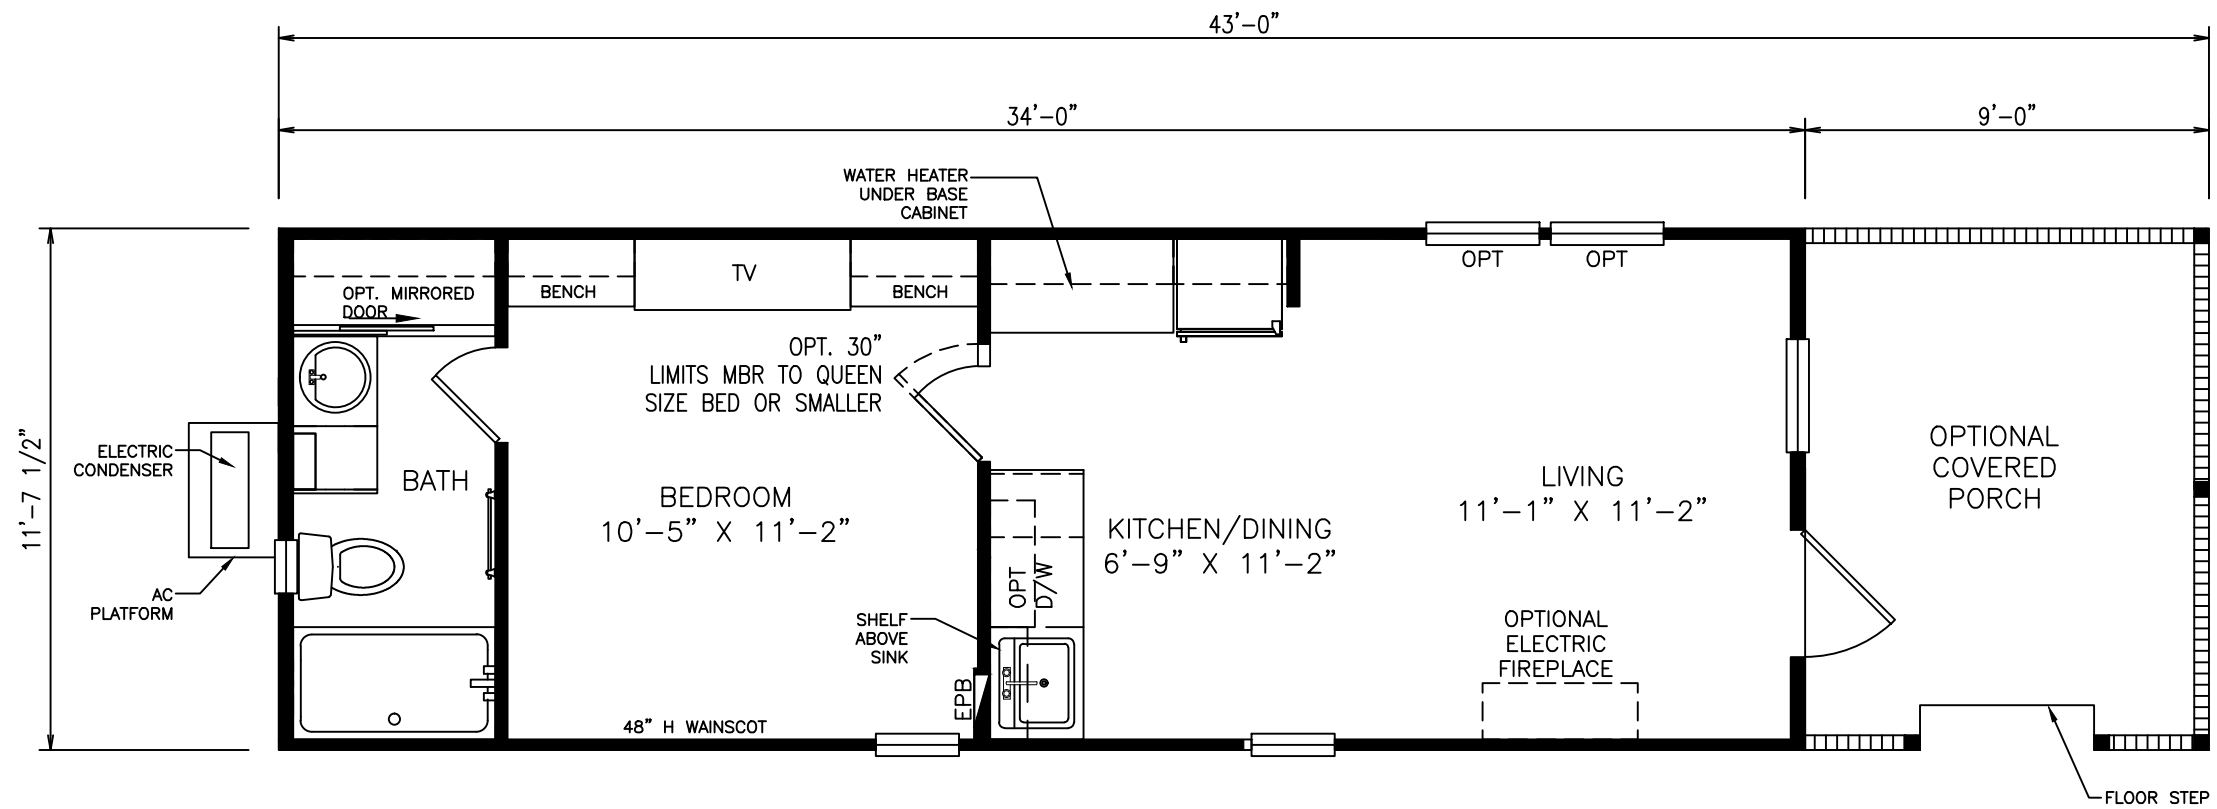 43'-0"
34'-0"
9'-0"
WATER HEATER
UNDER BASE
CABINET
OPT
OPT
TV
BENCH
BENCH
OPT. MIRRORED
DOOR
OPT. 30"
LIMITS MBR TO QUEEN
SIZE BED OR SMALLER
11'-7 1/2"
ELECTRIC
CONDENSER
BATH
BEDROOM
10'-5" X 11'-2"
KITCHEN/DINING
6'-9" X 11'-2"
LIVING
11'-1" X 11'-2"
OPTIONAL
COVERED
PORCH
AC
PLATFORM
OPT
D/W
SHELF
ABOVE
SINK
OPTIONAL
ELECTRIC
FIREPLACE
EPB
48" H WAINSCOT
FLOOR STEP